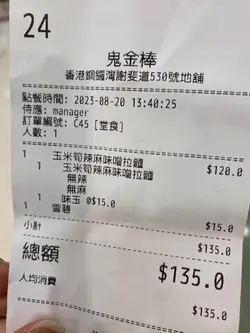 24
鬼金棒
香港銅鑼灣謝斐道530號地舖
點餐時間: 2023-08-20 13:40:25
侍應: manager
訂單編號: C45 [堂食]
人數: 1
1 玉米筍辣麻味噌拉麵 $120.0
1 玉米筍辣麻味噌拉麵
無辣
無麻
1 味玉 @$15.0
1 雪碧 $15.0
小計 $135.0
總額 $135.0
人均消費 $135.0